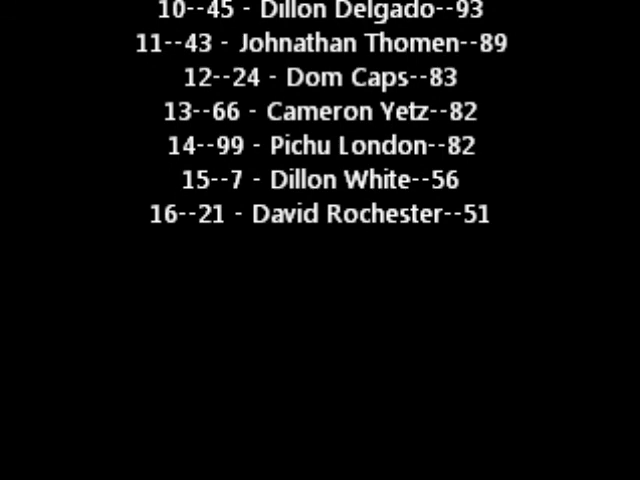 10--45 - Dillon Delgado--93
11--43 - Johnathan Thomen--89
12--24 - Dom Caps--83
13--66 - Cameron Yetz--82
14--99 - Pichu London--82
15--7 - Dillon White--56
16--21 - David Rochester--51